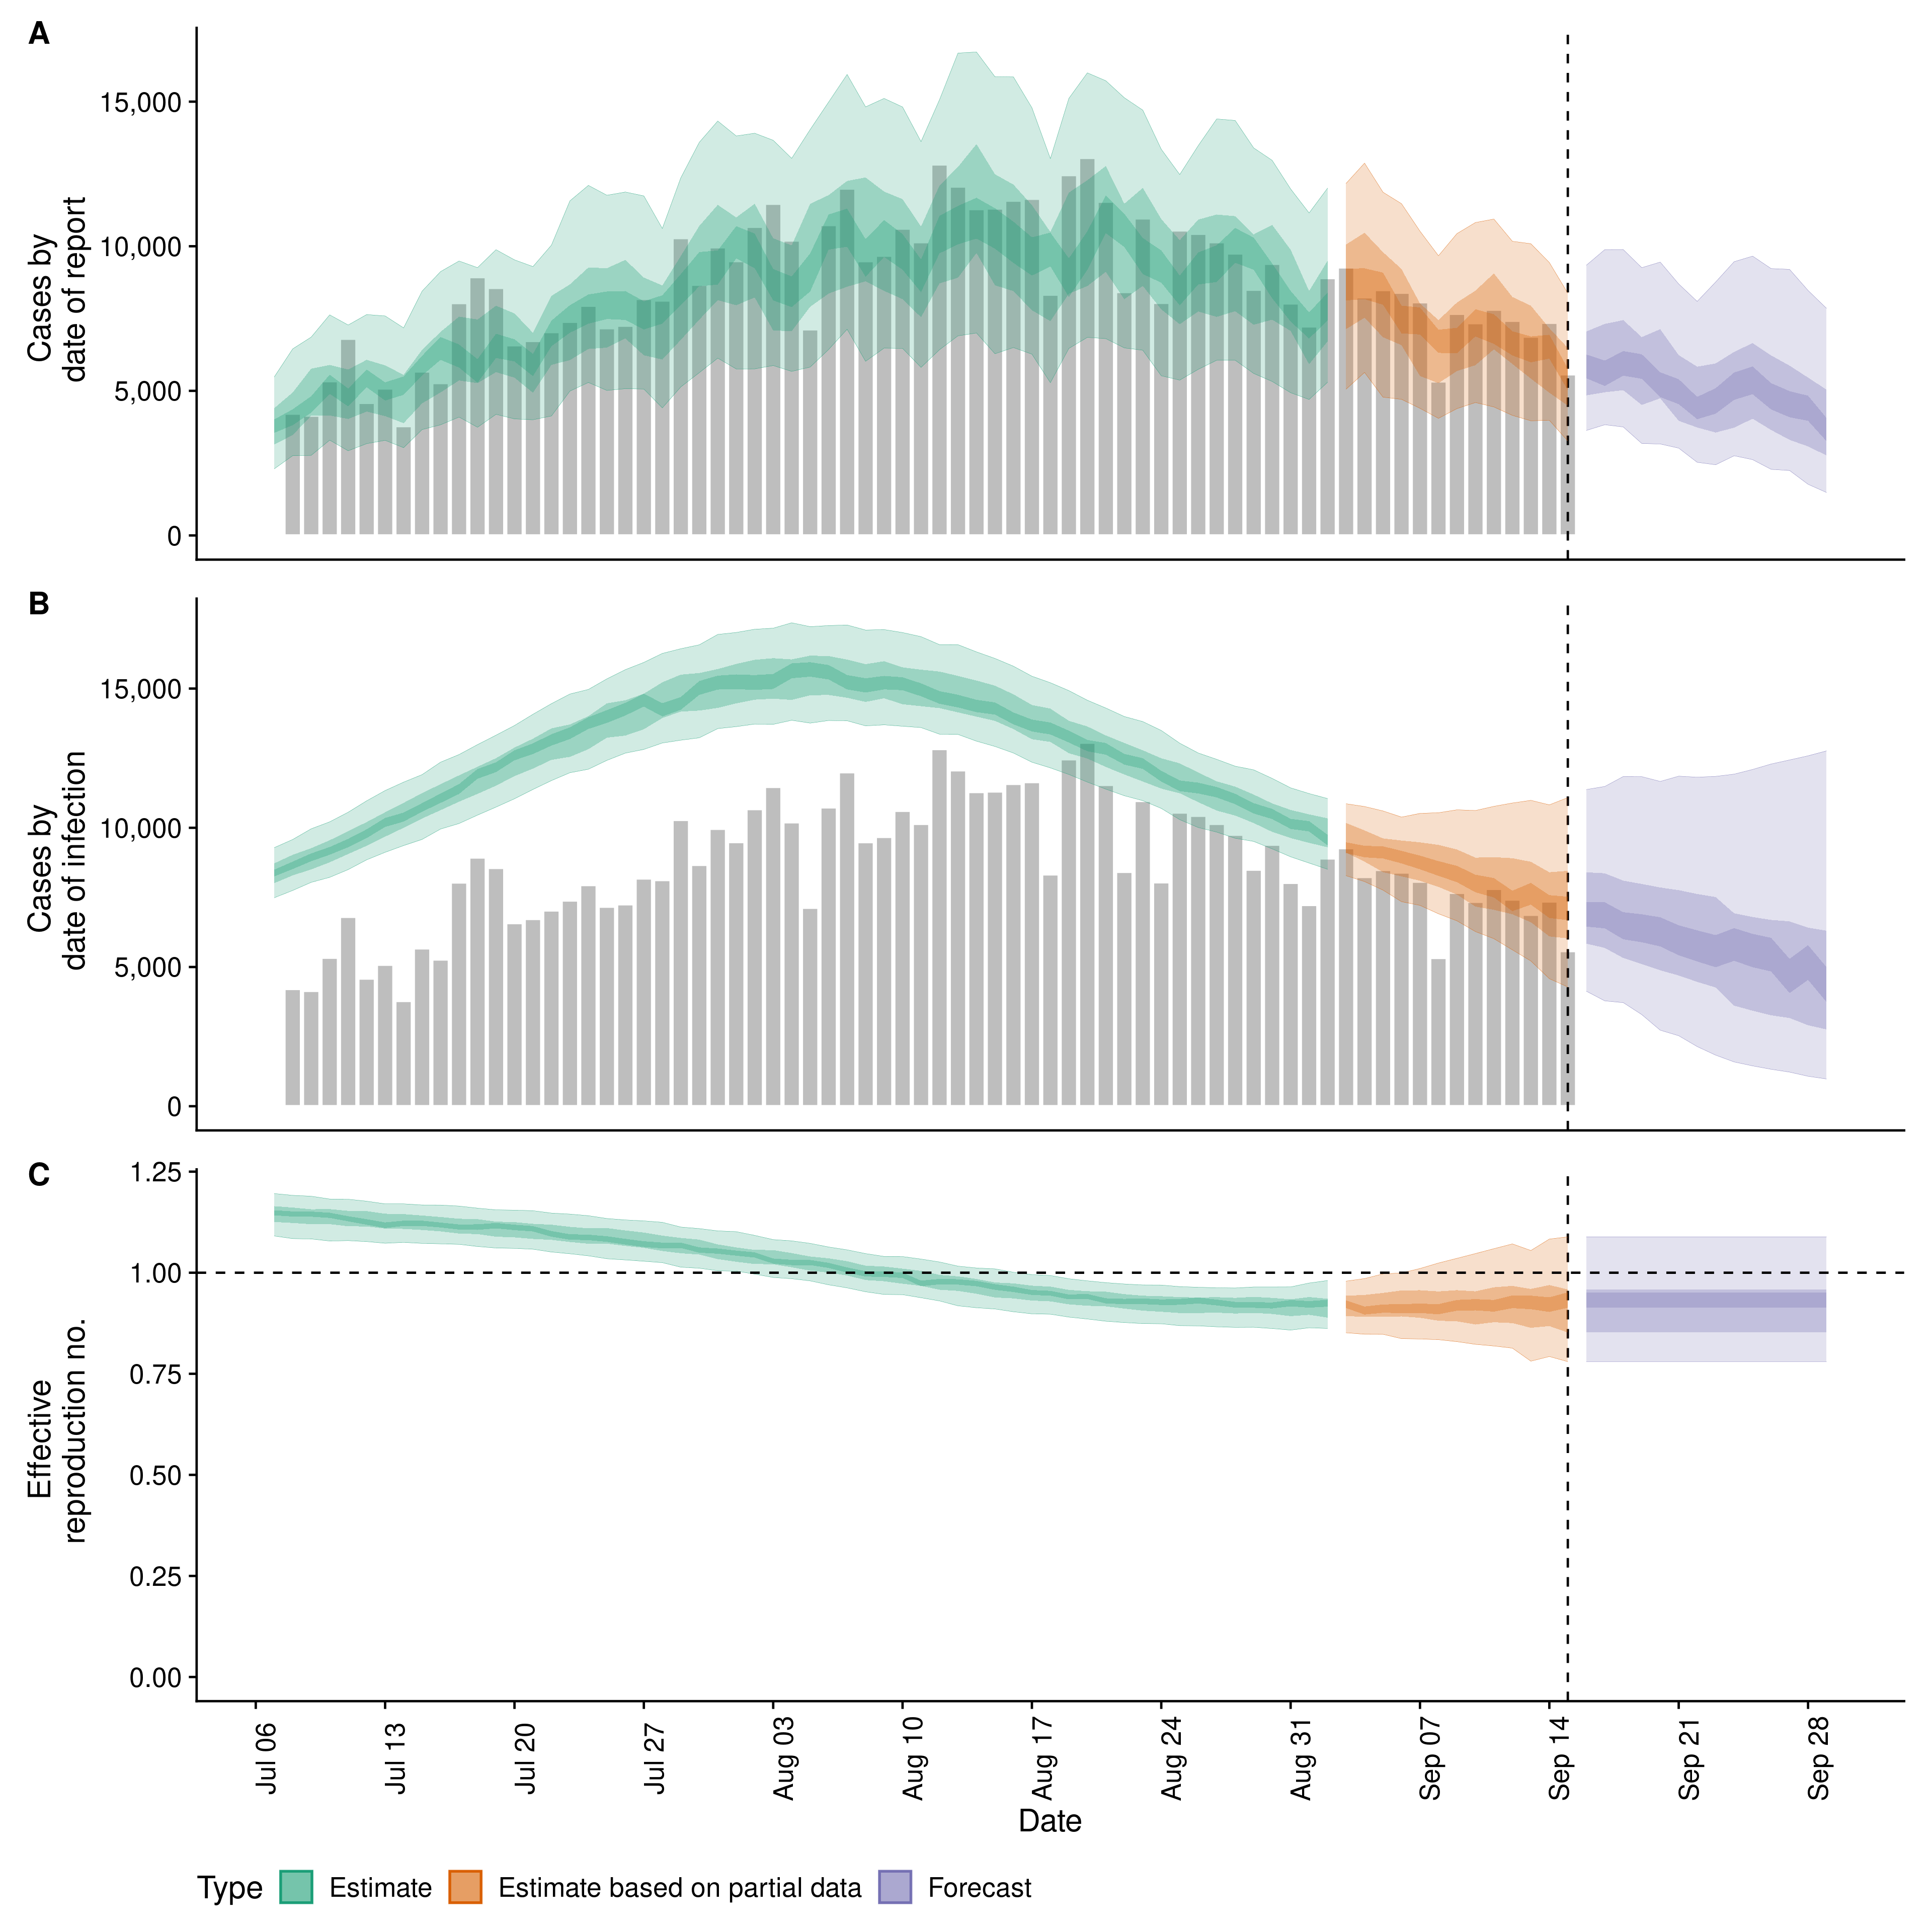 A
Cases by
date of report
15,000
10,000
5,000
0
B
Cases by
date of infection
15,000
10,000
5,000
0
C
Effective
reproduction no.
1.25
1.00
0.75
0.50
0.25
0.00
Jul 06
Jul 13
Jul 20
Jul 27
Aug 03
Aug 10
Aug 17
Aug 24
Aug 31
Sep 07
Sep 14
Sep 21
Sep 28
Date
Type Estimate Estimate based on partial data Forecast